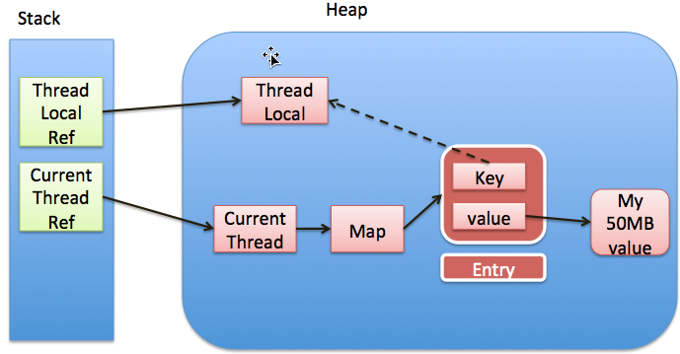 Stack
Heap
Thread
Local
Ref
Thread
Local
Current
Thread
Ref
Key
value
Current
Thread
Map
My
50MB
value
Entry